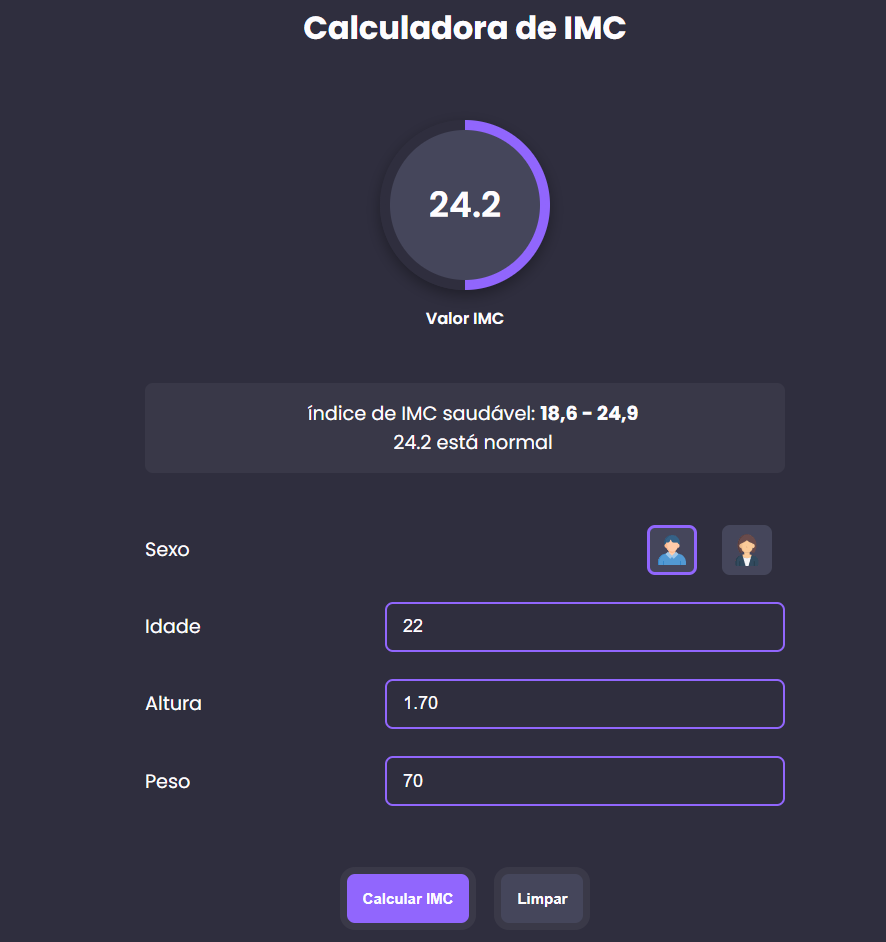 Calculadora de IMC
24.2
Valor IMC
índice de IMC saudável: 18,6 - 24,9
24.2 está normal
Sexo
Idade
22
Altura
1.70
Peso
70
Calcular IMC
Limpar